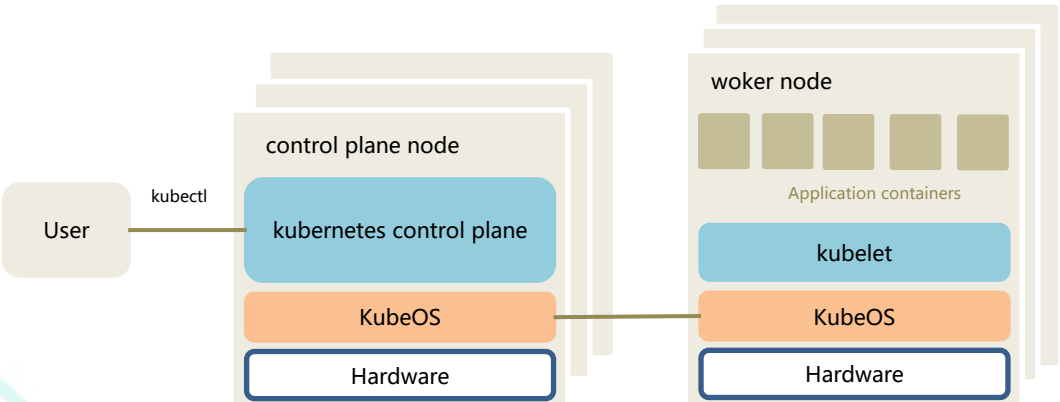 User
kubectl
control plane node
kubernetes control plane
KubeOS
Hardware
woker node
Application containers
kubelet
KubeOS
Hardware